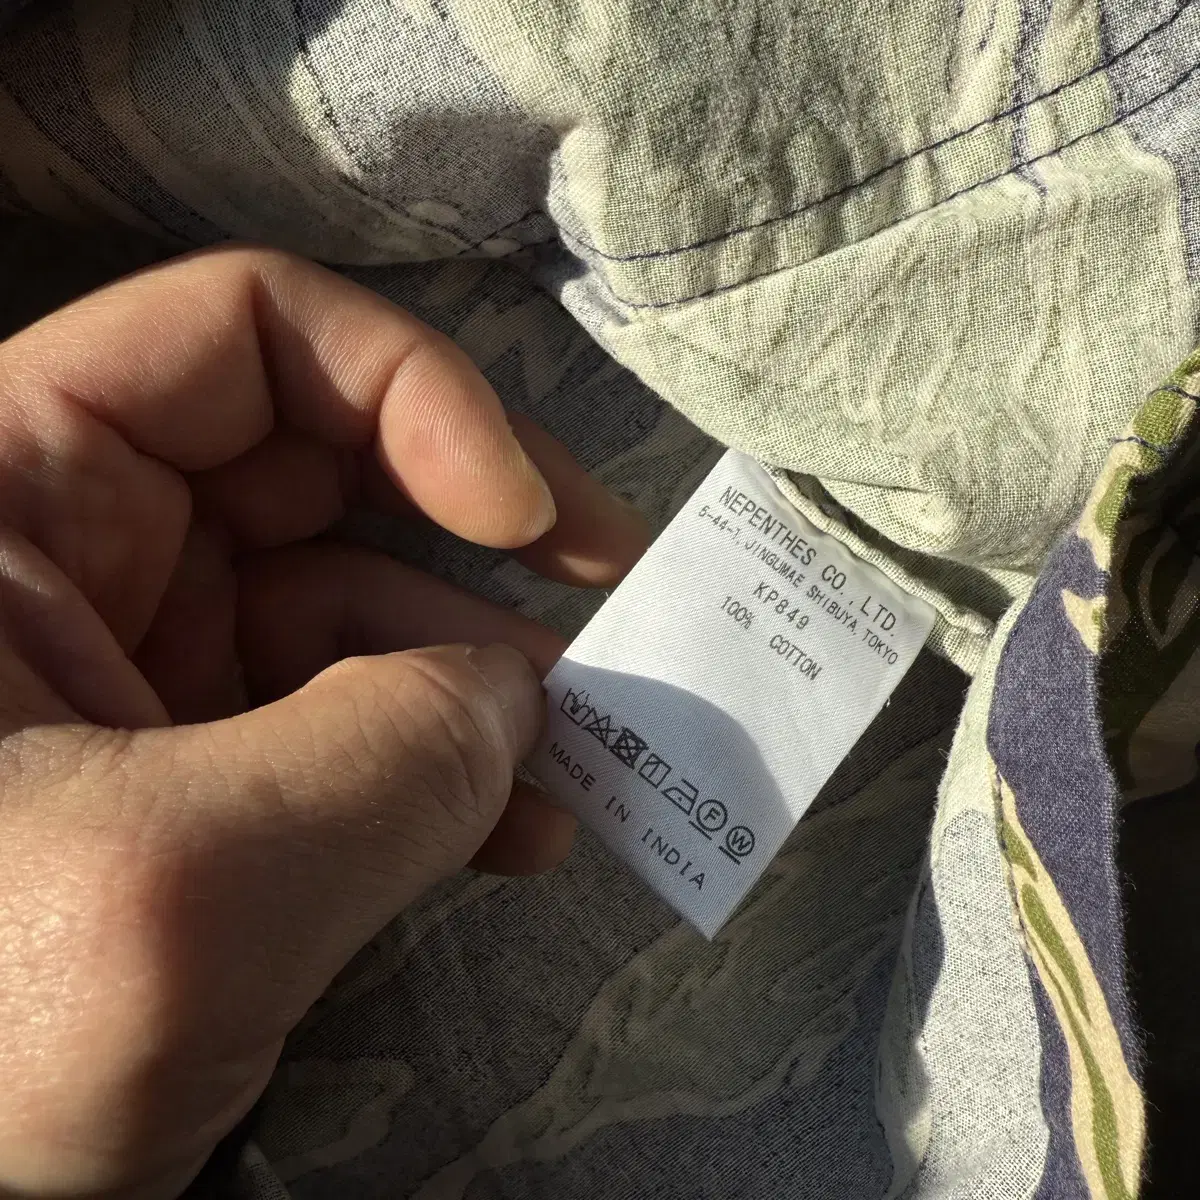 NEPENTHES CO., LTD.
5-44-1, JINGUMAE SHIBUYA, TOKYO
KP849
100% COTTON
F W
MADE IN INDIA